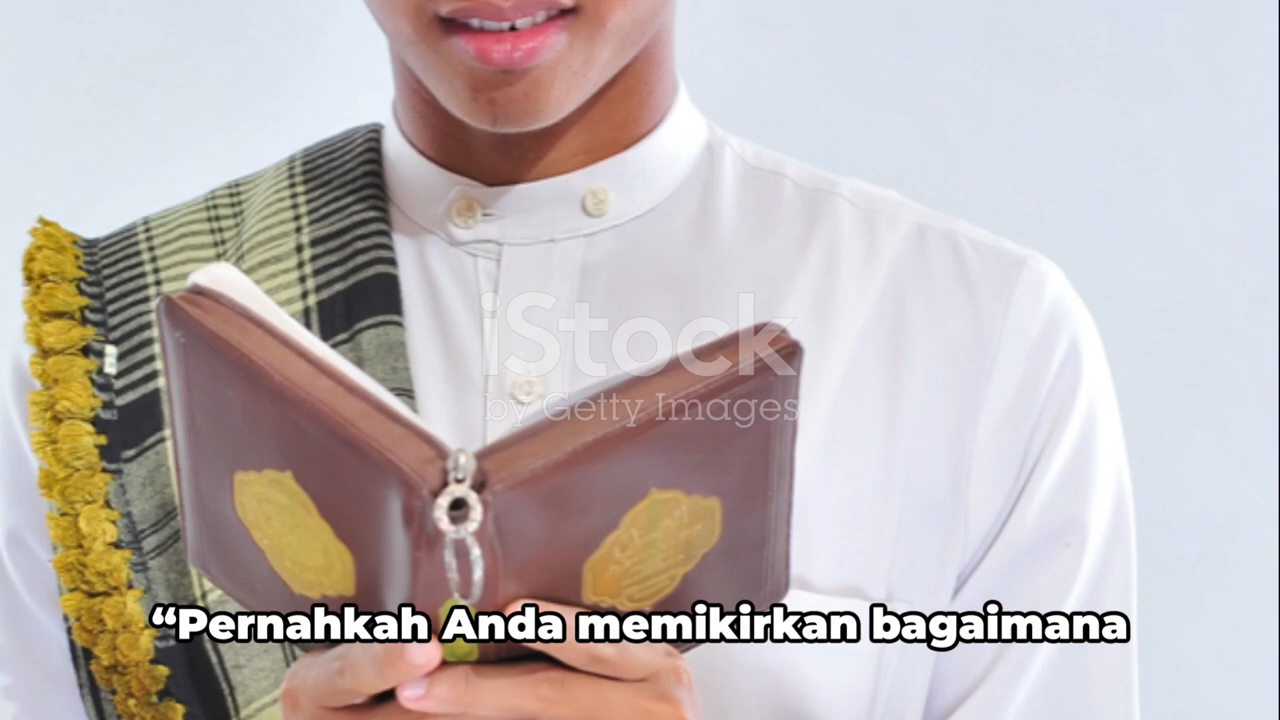 iStock
by Getty Images
“Pernahkah Anda memikirkan bagaimana